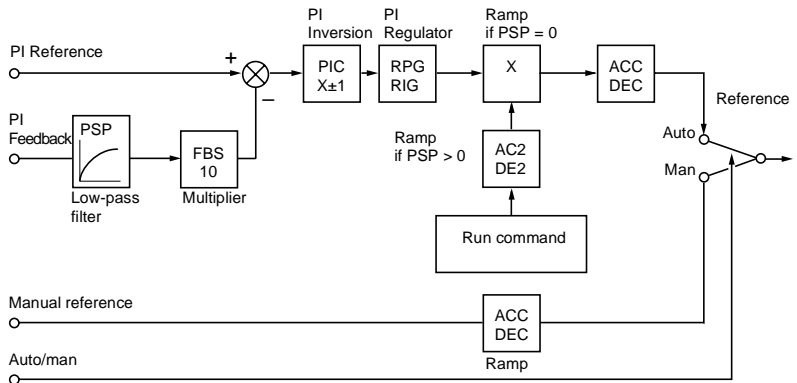 PI
Inversion
PI
Regulator
Ramp
if PSP = 0
PI Reference
+
–
PIC
X±1
RPG
RIG
X
ACC
DEC
Reference
PI
Feedback
PSP
FBS
10
Low-pass
filter
Multiplier
Ramp
if PSP > 0
AC2
DE2
Auto
Man
Run command
Manual reference
ACC
DEC
Ramp
Auto/man